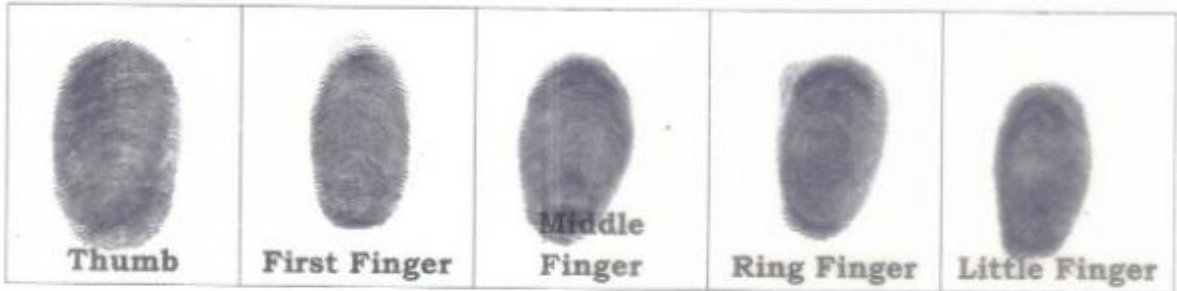 Thumb
First Finger
Middle
Finger
Ring Finger
Little Finger